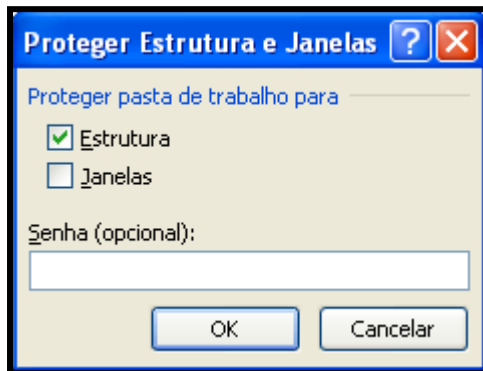 Proteger Estrutura e Janelas
Proteger pasta de trabalho para
Estrutura
Janelas
Senha (opcional):
OK
Cancelar